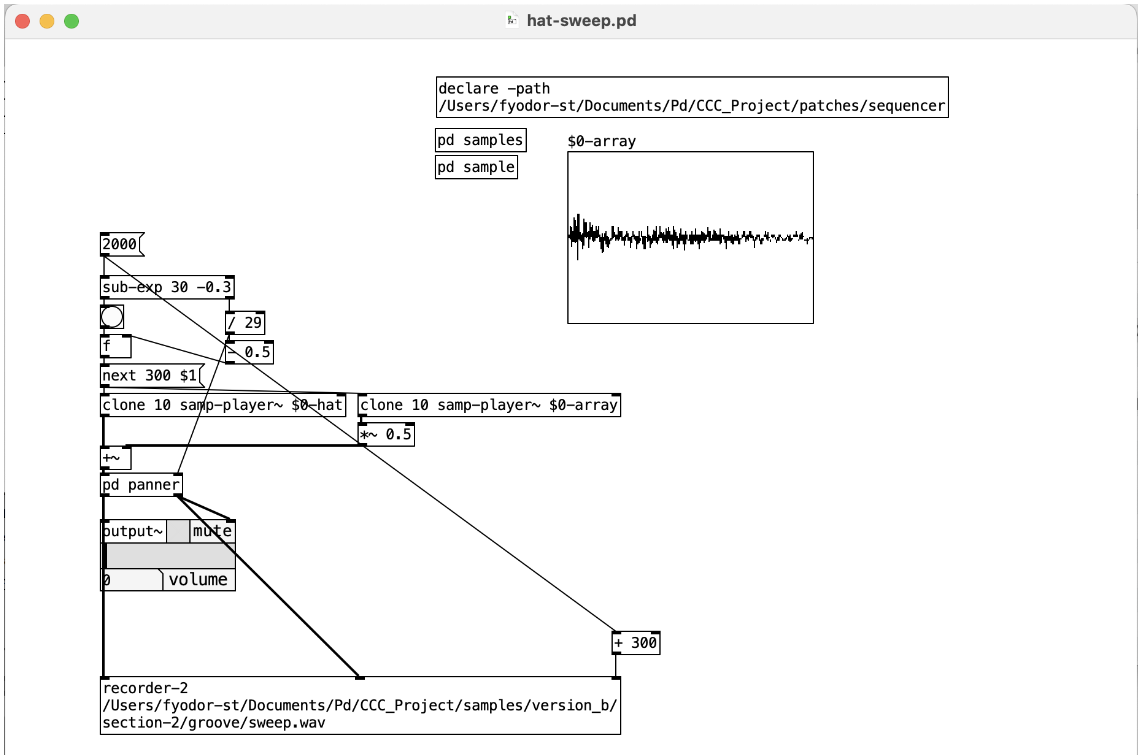 hat-sweep.pd
declare -path
/Users/fyodor-st/Documents/Pd/CCC_Project/patches/sequencer
pd samples
pd sample
$0-array
2000
sub-exp 30 -0.3
/ 29
f
- 0.5
next 300 $1
clone 10 samp-player~ $0-hat
clone 10 samp-player~ $0-array
*~ 0.5
+~
pd panner
output~ mute
0 volume
+ 300
recorder-2
/Users/fyodor-st/Documents/Pd/CCC_Project/samples/version_b/
section-2/groove/sweep.wav